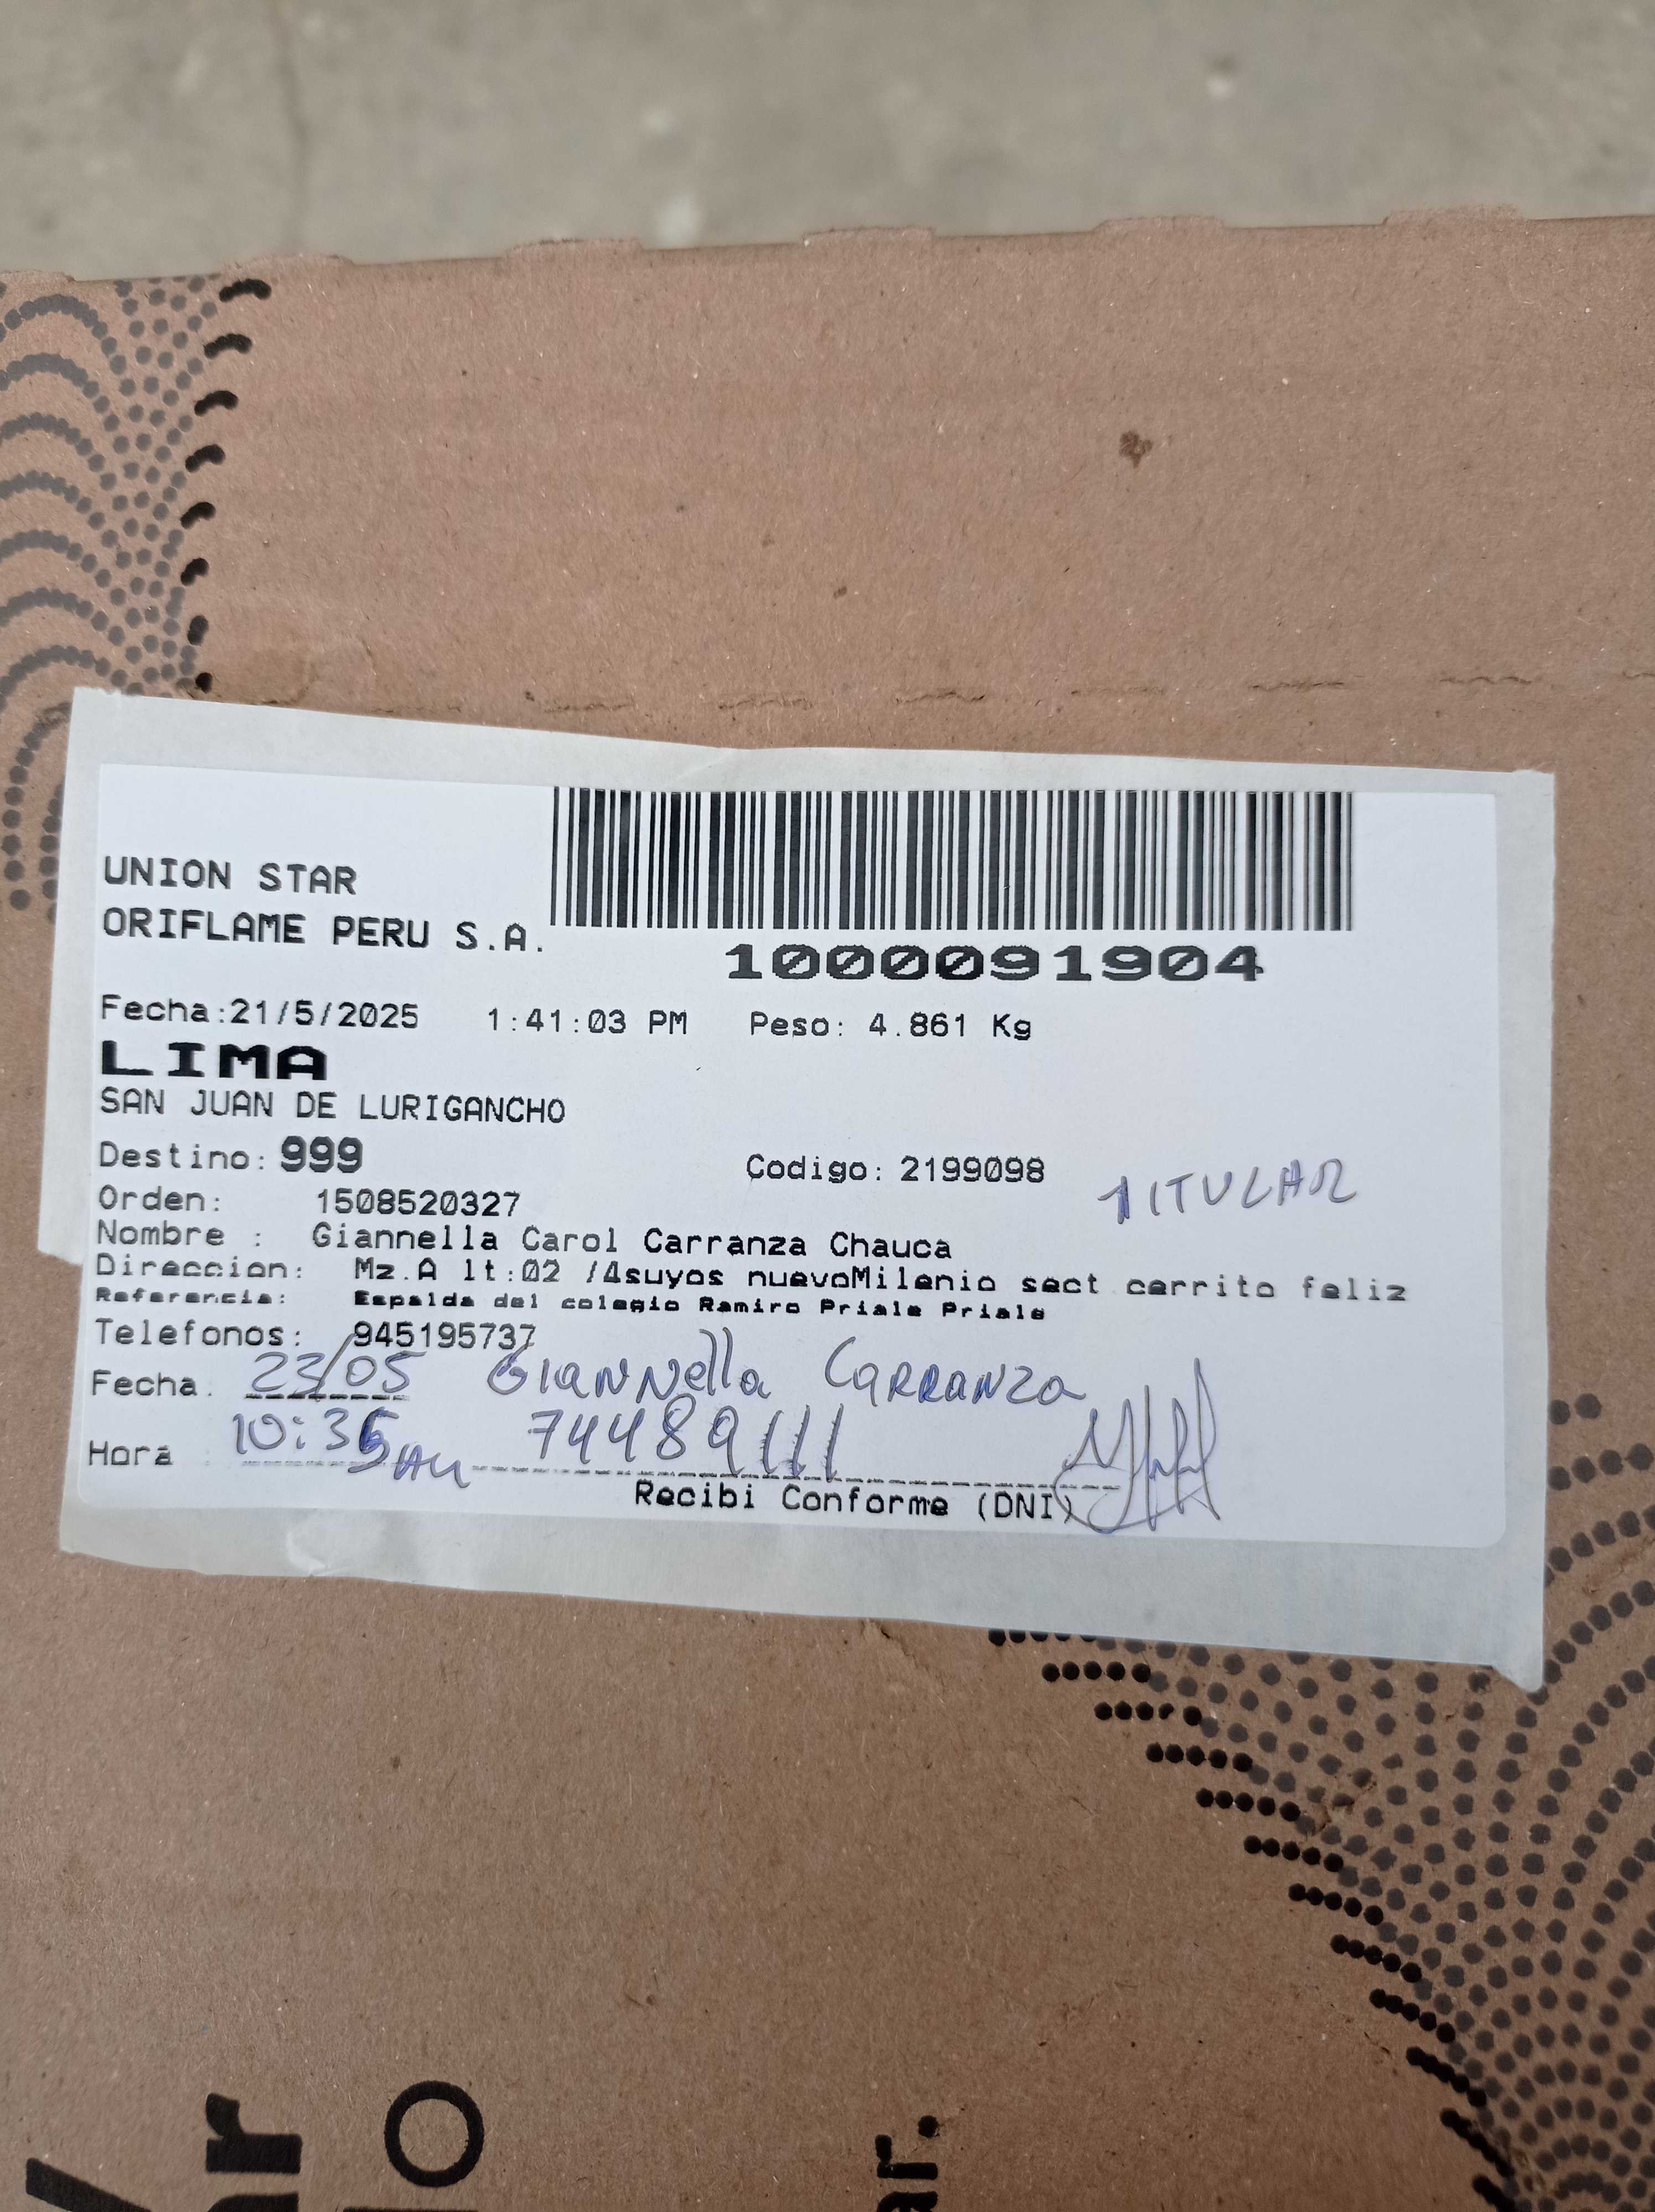 UNION STAR
ORIFLAME PERU S.A.
1000091904
Fecha:21/5/2025 1:41:03 PM Peso: 4.861 Kg
LIMA
SAN JUAN DE LURIGANCHO
Destino: 999 Codigo: 2199098 TITULAR
Orden: 1508520327
Nombre : Giannella Carol Carranza Chauca
Direccion: Mz.A lt:02 /4suyos nuevoMilenio sect cerrito feliz
Referencia: Espalda del colegio Ramiro Priale Priale
Telefonos: 945195737
Fecha. 23/05 Giannella Carranza
Hora 10:35 AM 74489111
Recibi Conforme (DNI)
ar.